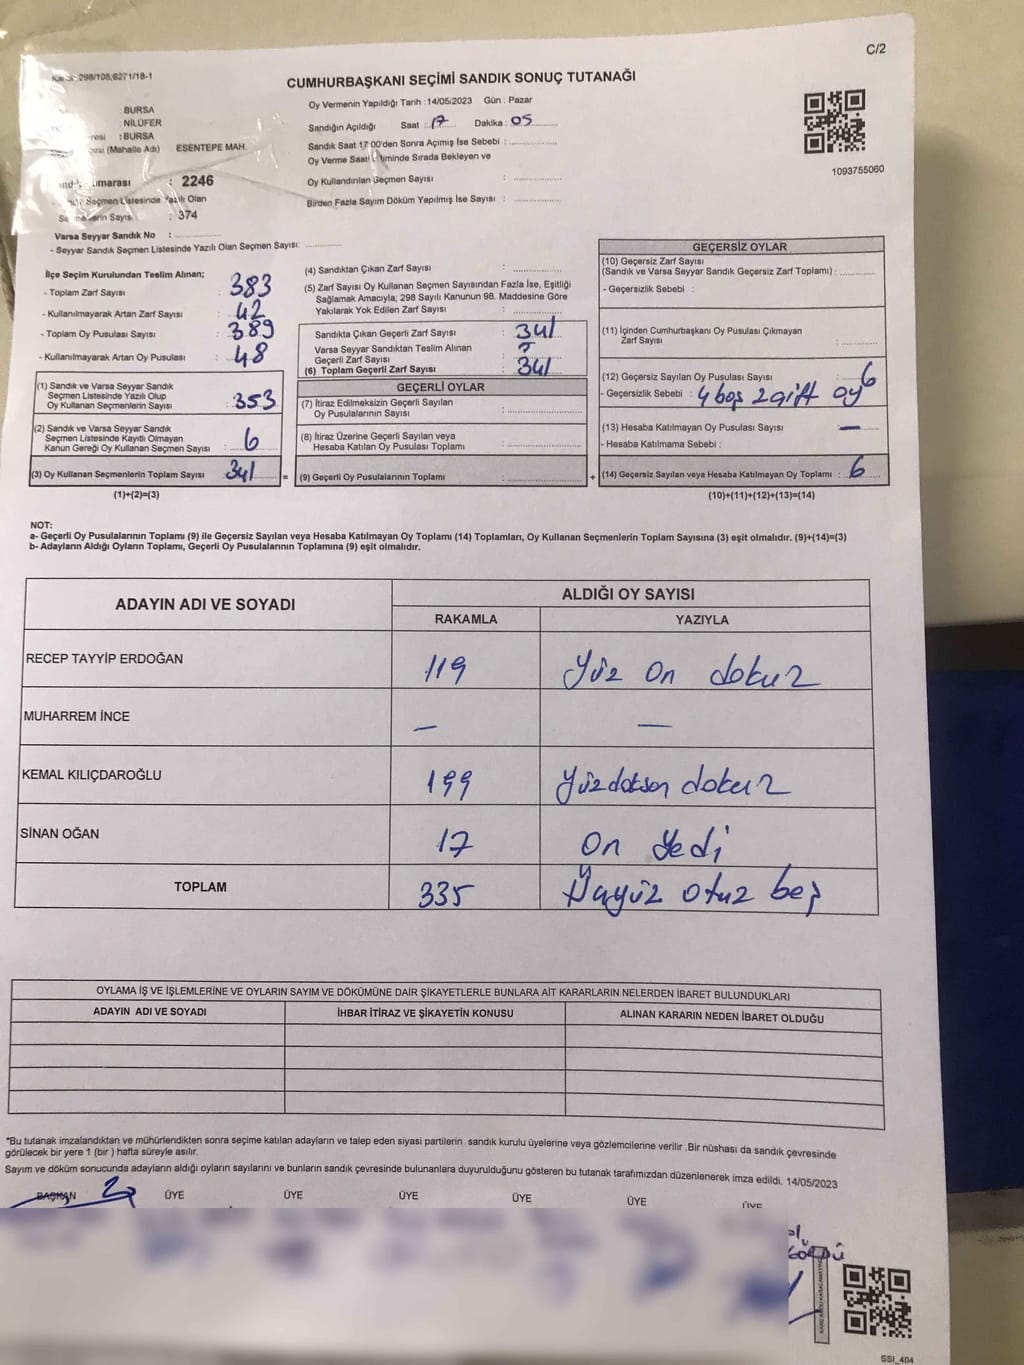 C/2
298/105;6271/18-1
CUMHURBAŞKANI SEÇİMİ SANDIK SONUÇ TUTANAĞI
: BURSA
: NİLÜFER
: BURSA
(Mahalle Adı) ESENTEPE MAH.
: 2246
Seçmen Listesinde Yazılı Olan
: 374
Varsa Seyyar Sandık No :
- Seyyar Sandık Seçmen Listesinde Yazılı Olan Seçmen Sayısı:
Oy Vermenin Yapıldığı Tarih : 14/05/2023 Gün : Pazar
Sandığın Açıldığı Saat : 17 Dakika : 05
Sandık Saat 17:00'den Sonra Açımış İse Sebebi :
Oy Verme Saati Bitiminde Sırada Bekleyen ve
Oy Kullandırılan Seçmen Sayısı :
Birden Fazla Sayım Döküm Yapılmış İse Sayısı :
1093755060
İlçe Seçim Kurulundan Teslim Alınan;
- Toplam Zarf Sayısı : 383
- Kullanılmayarak Artan Zarf Sayısı : 42
- Toplam Oy Pusulası Sayısı : 389
- Kullanılmayarak Artan Oy Pusulası : 48
(1) Sandık ve Varsa Seyyar Sandık
Seçmen Listesinde Yazılı Olup
Oy Kullanan Seçmenlerin Sayısı : 353
(2) Sandık ve Varsa Seyyar Sandık
Seçmen Listesinde Kayıtlı Olmayan
Kanun Gereği Oy Kullanan Seçmen Sayısı : 6
(3) Oy Kullanan Seçmenlerin Toplam Sayısı : 341
(1)+(2)=(3)
(4) Sandıktan Çıkan Zarf Sayısı :
(5) Zarf Sayısı Oy Kullanan Seçmen Sayısından Fazla İse, Eşitliği
Sağlamak Amacıyla; 298 Sayılı Kanunun 98. Maddesine Göre
Yakılarak Yok Edilen Zarf Sayısı :
Sandıkta Çıkan Geçerli Zarf Sayısı : 341
Varsa Seyyar Sandıktan Teslim Alınan
Geçerli Zarf Sayısı :
(6) Toplam Geçerli Zarf Sayısı : 341
GEÇERLİ OYLAR
(7) İtiraz Edilmeksizin Geçerli Sayılan
Oy Pusulalarının Sayısı :
(8) İtiraz Üzerine Geçerli Sayılan veya
Hesaba Katılan Oy Pusulası Toplamı :
= (9) Geçerli Oy Pusulalarının Toplamı : +
GEÇERSİZ OYLAR
(10) Geçersiz Zarf Sayısı
(Sandık ve Varsa Seyyar Sandık Geçersiz Zarf Toplamı) :
- Geçersizlik Sebebi :
(11) İçinden Cumhurbaşkanı Oy Pusulası Çıkmayan
Zarf Sayısı :
(12) Geçersiz Sayılan Oy Pusulası Sayısı : 6
- Geçersizlik Sebebi : 4 boş 2 çift oy
(13) Hesaba Katılmayan Oy Pusulası Sayısı : —
- Hesaba Katılmama Sebebi :
(14) Geçersiz Sayılan veya Hesaba Katılmayan Oy Toplamı : 6
(10)+(11)+(12)+(13)=(14)
NOT:
a- Geçerli Oy Pusulalarının Toplamı (9) ile Geçersiz Sayılan veya Hesaba Katılmayan Oy Toplamı (14) Toplamları, Oy Kullanan Seçmenlerin Toplam Sayısına (3) eşit olmalıdır. (9)+(14)=(3)
b- Adayların Aldığı Oyların Toplamı, Geçerli Oy Pusulalarının Toplamına (9) eşit olmalıdır.
ADAYIN ADI VE SOYADI ALDIĞI OY SAYISI
RAKAMLA YAZIYLA
RECEP TAYYİP ERDOĞAN 119 Yüz On dokuz
MUHARREM İNCE — —
KEMAL KILIÇDAROĞLU 199 Yüzdoksan dokuz
SİNAN OĞAN 17 On Yedi
TOPLAM 335 Üçyüz otuz beş
OYLAMA İŞ VE İŞLEMLERİNE VE OYLARIN SAYIM VE DÖKÜMÜNE DAİR ŞİKAYETLERLE BUNLARA AİT KARARLARIN NELERDEN İBARET BULUNDUKLARI
ADAYIN ADI VE SOYADI İHBAR İTİRAZ VE ŞİKAYETİN KONUSU ALINAN KARARIN NEDEN İBARET OLDUĞU
*Bu tutanak imzalandıktan ve mühürlendikten sonra seçime katılan adayların ve talep eden siyasi partilerin sandık kurulu üyelerine veya gözlemcilerine verilir .Bir nüshası da sandık çevresinde
görülecek bir yere 1 (bir ) hafta süreyle asılır.
Sayım ve döküm sonucunda adayların aldığı oyların sayılarını ve bunların sandık çevresinde bulunanlara duyurulduğunu gösteren bu tutanak tarafımızdan düzenlenerek imza edildi. 14/05/2023
BAŞKAN ÜYE ÜYE ÜYE ÜYE ÜYE ÜYE
SSI_404